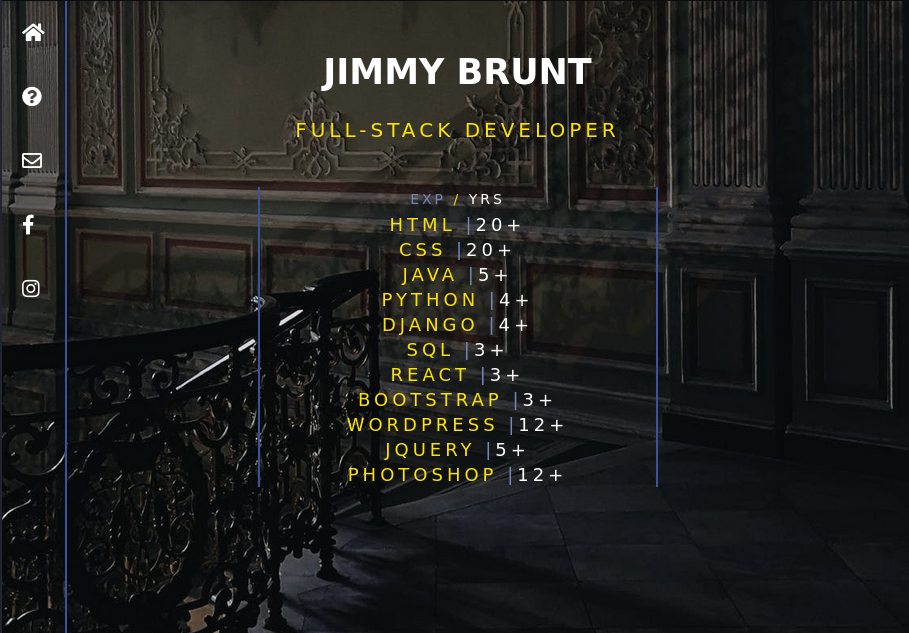 JIMMY BRUNT
FULL-STACK DEVELOPER
EXP / YRS
HTML |20+
CSS |20+
JAVA |5+
PYTHON |4+
DJANGO |4+
SQL |3+
REACT |3+
BOOTSTRAP |3+
WORDPRESS |12+
JQUERY |5+
PHOTOSHOP |12+